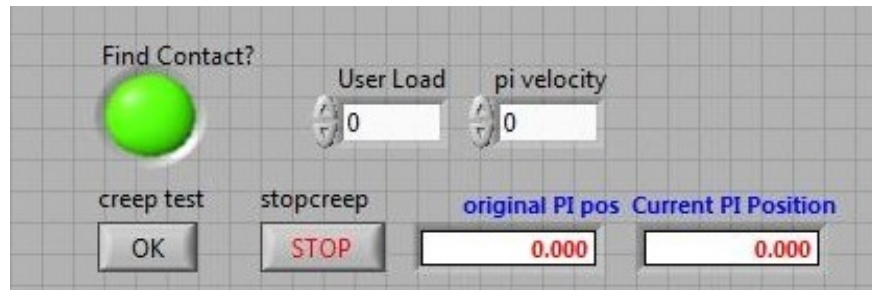 Find Contact?
User Load pi velocity
0 0
creep test stopcreep original PI pos Current PI Position
OK STOP 0.000 0.000